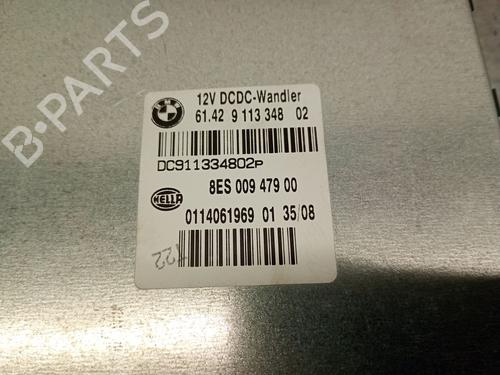 B-PARTS
BMW
12V DCDC-Wandler
61.42 9 113 348 02
DC911334802P
8ES 009 479 00
HELLA
0114061969 01 35/08